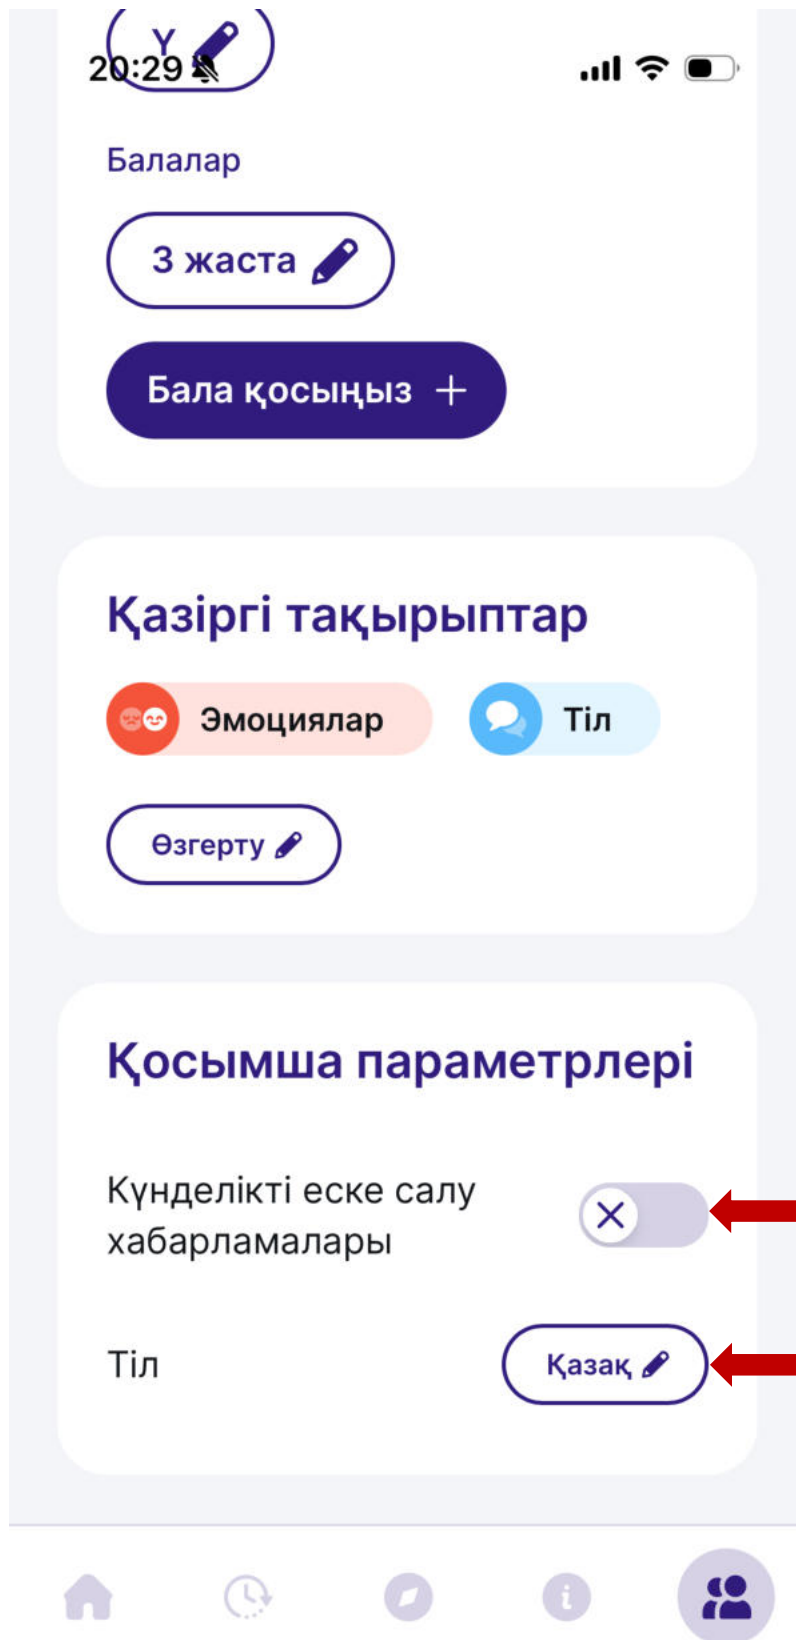 Y
20:29
Балалар
3 жаста
Бала қосыңыз +
Қазіргі тақырыптар
Эмоциялар
Тіл
Өзгерту
Қосымша параметрлері
Күнделікті еске салу
хабарламалары
Тіл
Қазақ